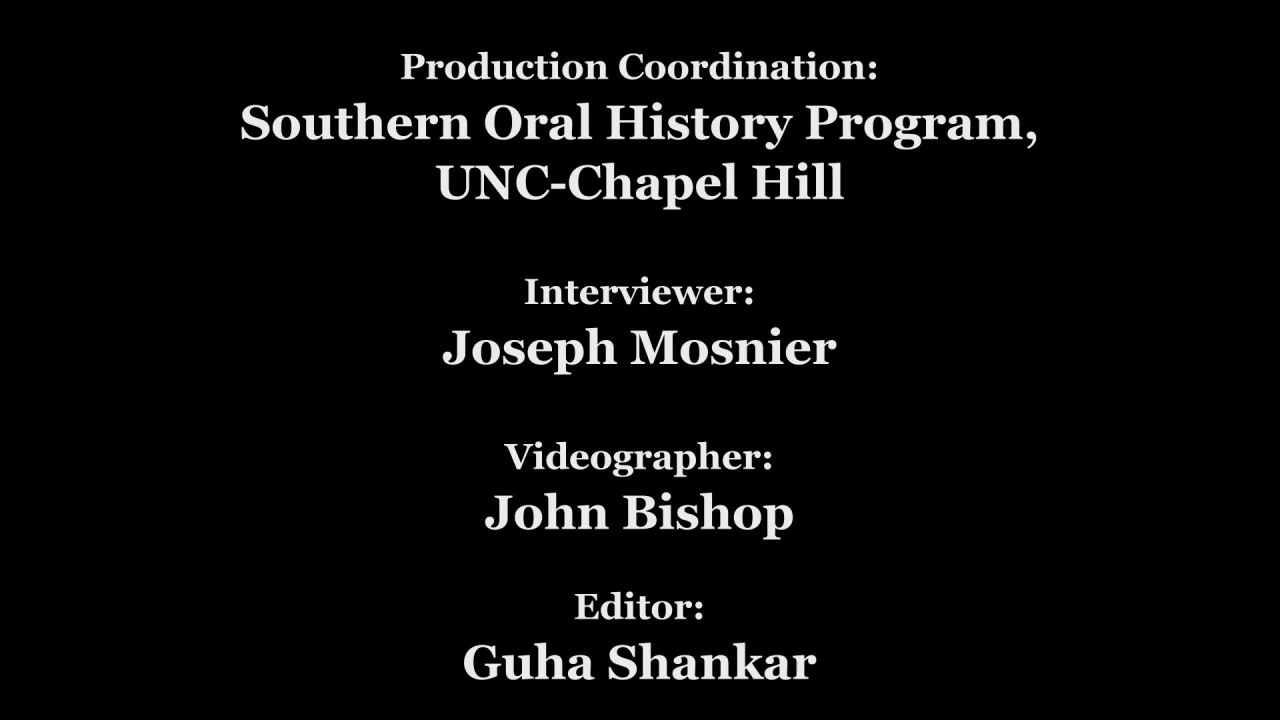 Production Coordination:
Southern Oral History Program,
UNC-Chapel Hill
Interviewer:
Joseph Mosnier
Videographer:
John Bishop
Editor:
Guha Shankar